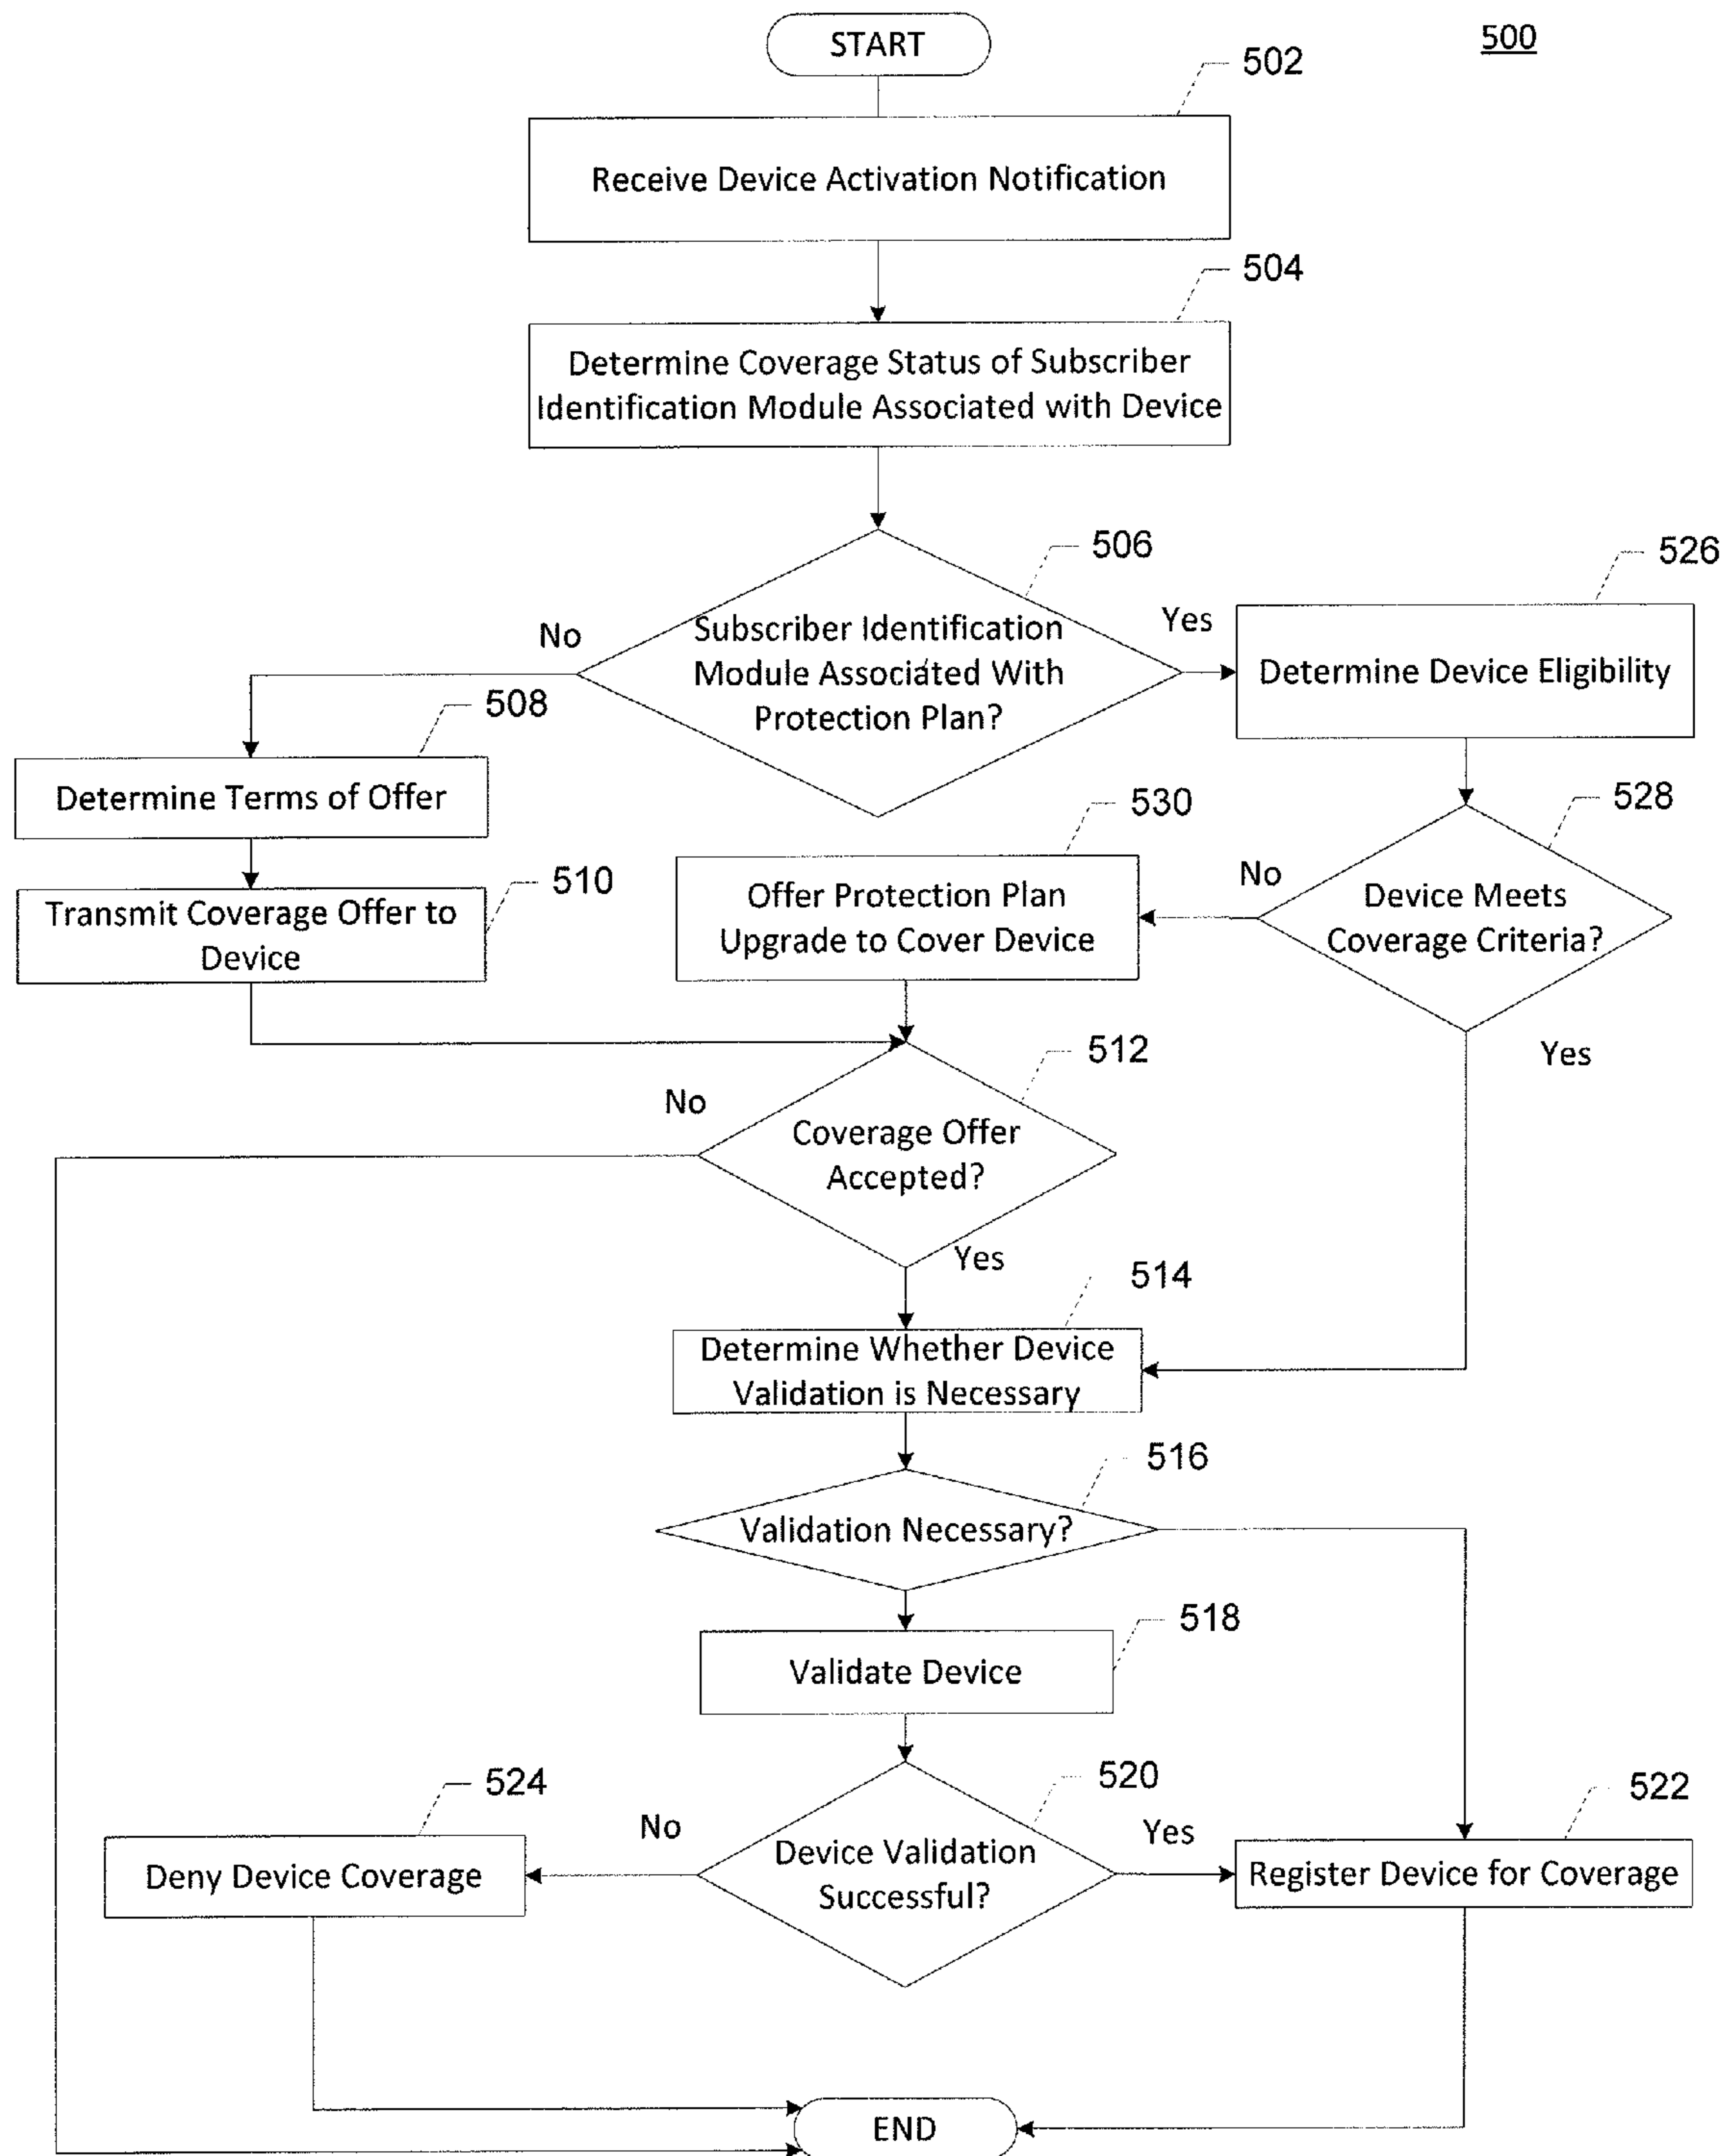 START
500
502
Receive Device Activation Notification
504
Determine Coverage Status of Subscriber
Identification Module Associated with Device
506
526
No
Subscriber Identification
Module Associated With
Protection Plan?
Yes
Determine Device Eligibility
508
Determine Terms of Offer
530
528
510
Transmit Coverage Offer to
Device
Offer Protection Plan
Upgrade to Cover Device
No
Device Meets
Coverage Criteria?
512
Yes
No
Coverage Offer
Accepted?
Yes
514
Determine Whether Device
Validation is Necessary
516
Validation Necessary?
518
Validate Device
524
520
522
No
Yes
Deny Device Coverage
Device Validation
Successful?
Register Device for Coverage
END